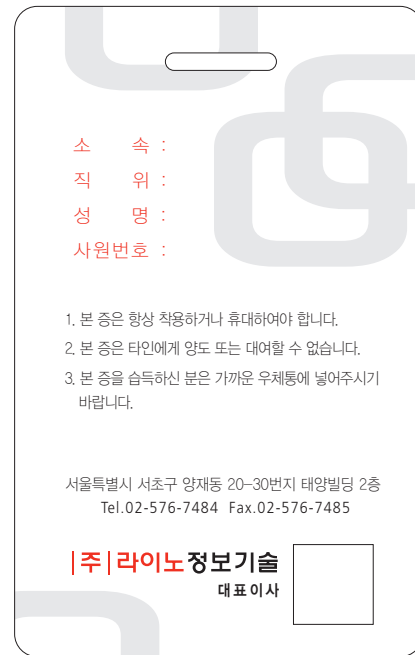 소 속 :
직 위 :
성 명 :
사원번호 :
1. 본 증은 항상 착용하거나 휴대하여야 합니다.
2. 본 증은 타인에게 양도 또는 대여할 수 없습니다.
3. 본 증을 습득하신 분은 가까운 우체통에 넣어주시기
바랍니다.
서울특별시 서초구 양재동 20-30번지 태양빌딩 2층
Tel.02-576-7484 Fax.02-576-7485
|주|라이노정보기술
대표이사